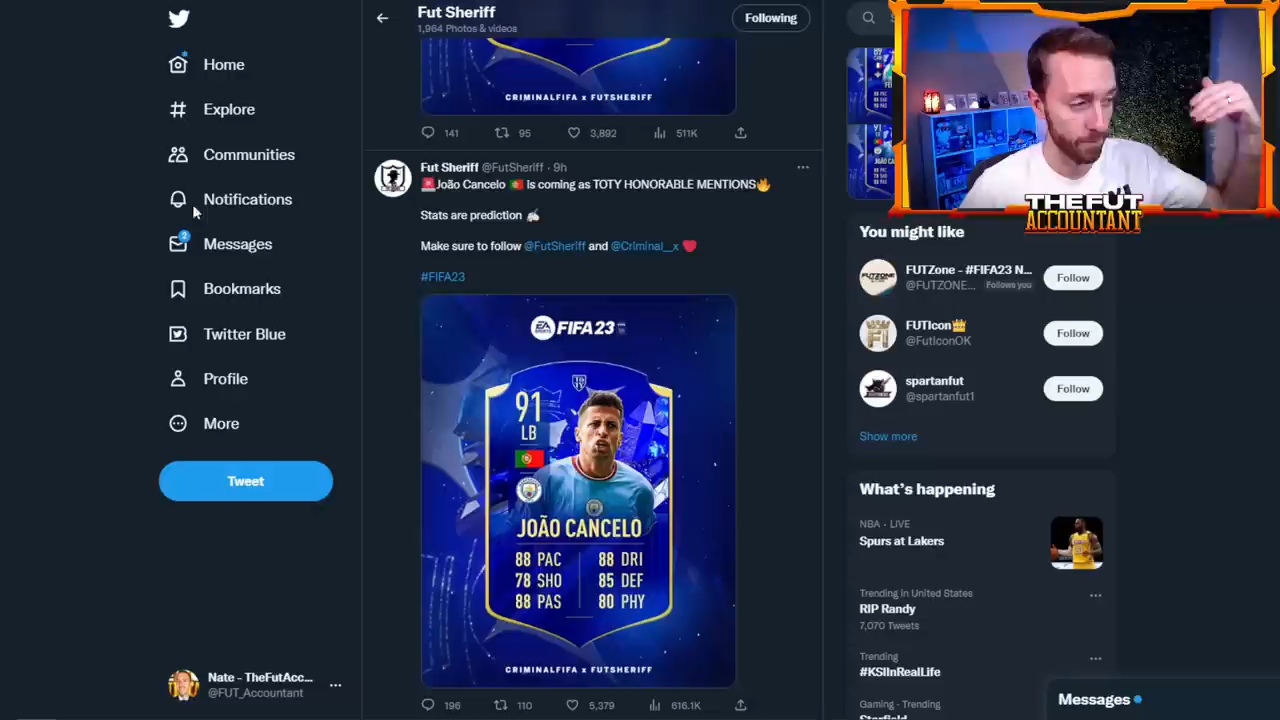 Home
Explore
Communities
Notifications
2
Messages
Bookmarks
Twitter Blue
Profile
More
Tweet
Nate - TheFutAcc...
@FUT_Accountant
Fut Sheriff
1,964 Photos & videos
Following
CRIMINALFIFA x FUTSHERIFF
141
95
3,892
511K
Fut Sheriff @FutSheriff · 9h
João Cancelo Is coming as TOTY HONORABLE MENTIONS
Stats are prediction
Make sure to follow @FutSheriff and @Criminal__x
#FIFA23
EA SPORTS FIFA 23
91
LB
JOÃO CANCELO
88 PAC 88 DRI
78 SHO 85 DEF
88 PAS 80 PHY
CRIMINALFIFA x FUTSHERIFF
196
110
5,379
616.1K
THE FUT
ACCOUNTANT
You might like
FUTZone - #FIFA23 N...
@FUTZONE... Follows you
Follow
FUTIcon
@FutIconOK
Follow
spartanfut
@spartanfut1
Follow
Show more
What's happening
NBA · LIVE
Spurs at Lakers
Trending in United States
RIP Randy
7,070 Tweets
Trending
#KSIInRealLife
Gaming · Trending
Starfield
Messages